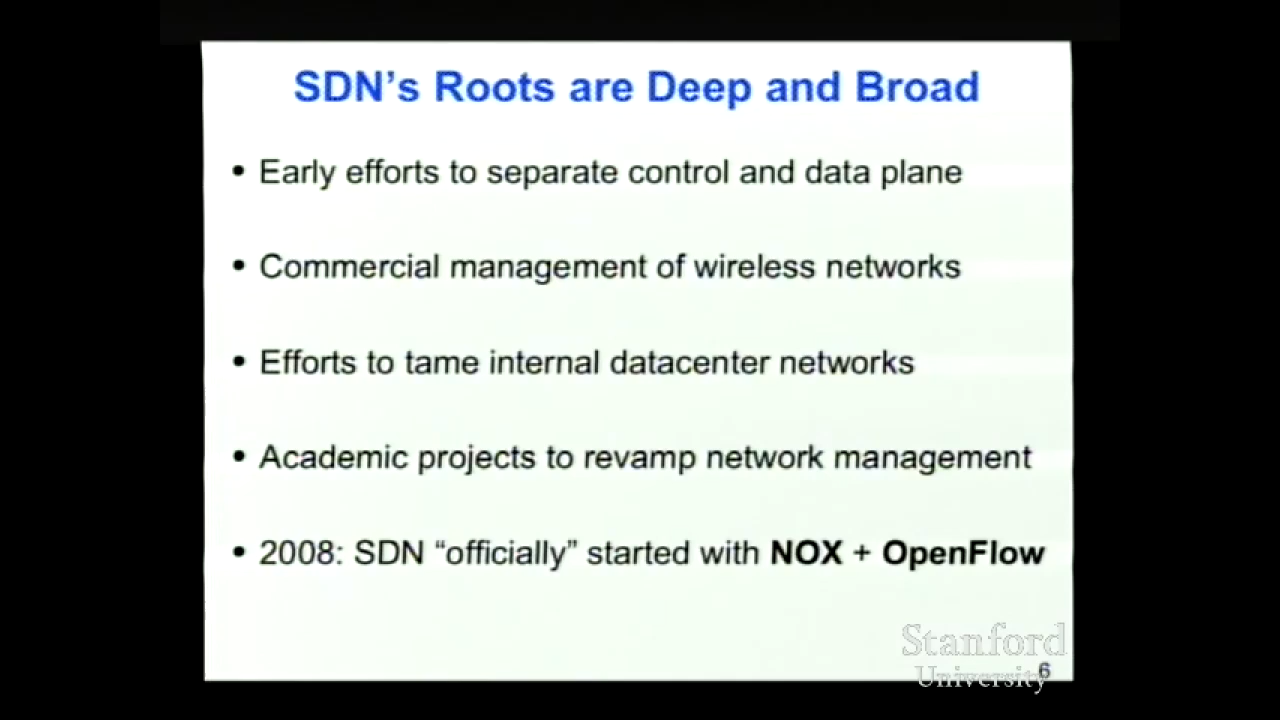 SDN's Roots are Deep and Broad
• Early efforts to separate control and data plane
• Commercial management of wireless networks
• Efforts to tame internal datacenter networks
• Academic projects to revamp network management
• 2008: SDN “officially” started with NOX + OpenFlow
Stanford
University
6